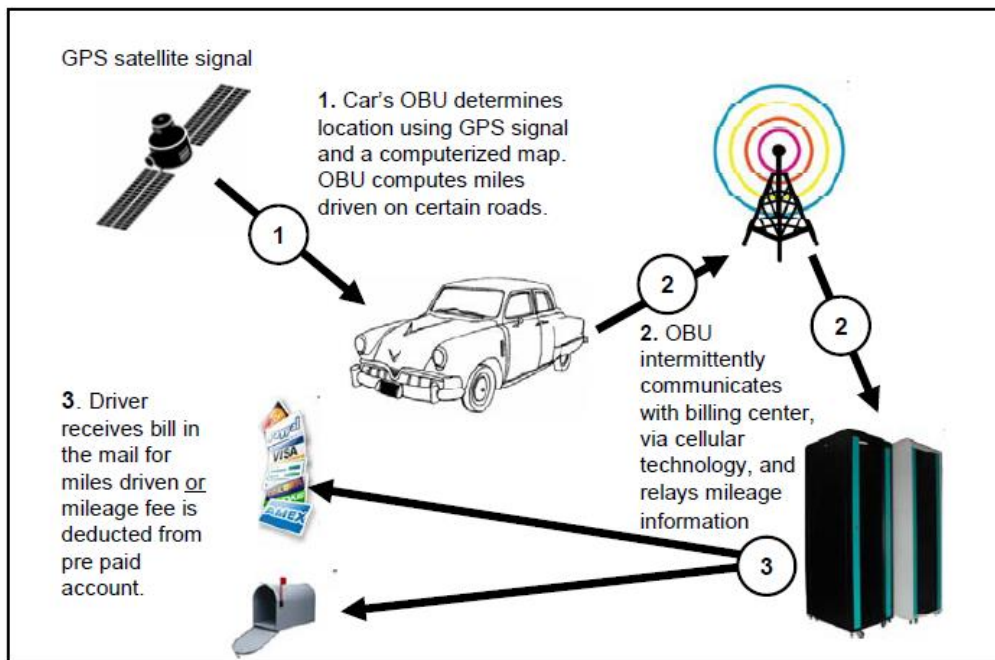 GPS satellite signal
1. Car's OBU determines
location using GPS signal
and a computerized map.
OBU computes miles
driven on certain roads.
1
2
2
2. OBU
intermittently
communicates
with billing center,
via cellular
technology, and
relays mileage
information
3. Driver
receives bill in
the mail for
miles driven or
mileage fee is
deducted from
pre paid
account.
VISA
AMEX
3